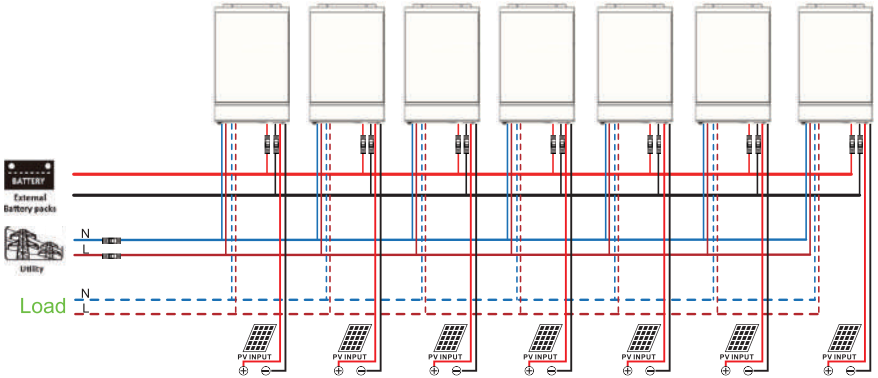 BATTERY
External
Battery packs
N
L
Utility
N
Load L
PV INPUT PV INPUT PV INPUT PV INPUT PV INPUT PV INPUT PV INPUT
+ − + − + − + − + − + − + −